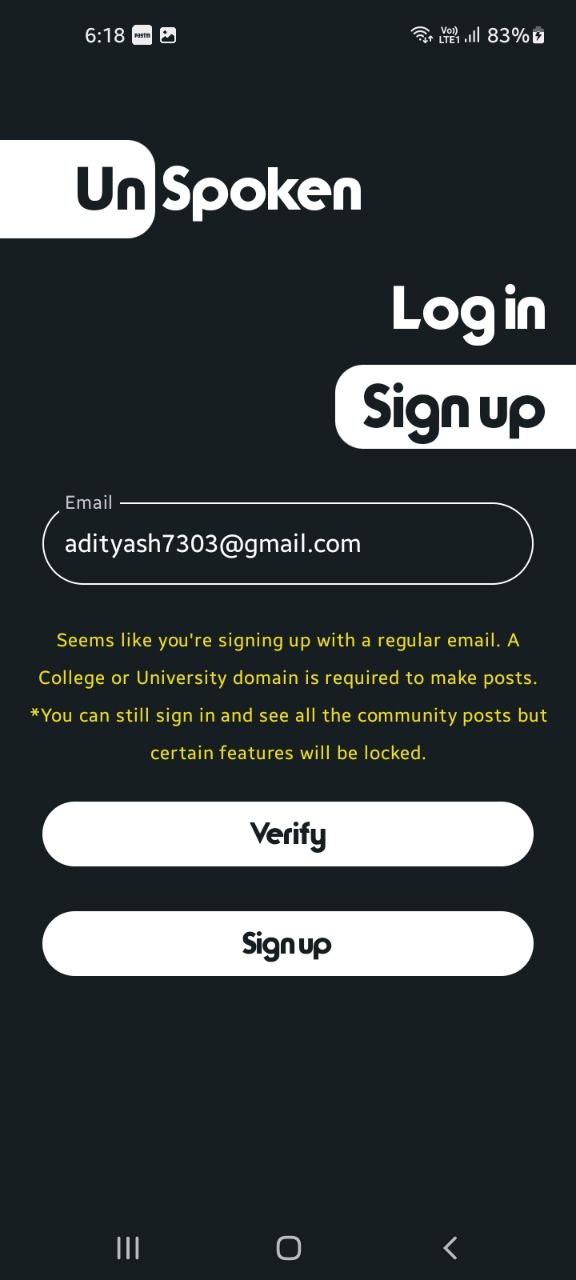 6:18 paytm Vo)) LTE1 83%
UnSpoken
Log in
Sign up
Email
adityash7303@gmail.com
Seems like you're signing up with a regular email. A
College or University domain is required to make posts.
*You can still sign in and see all the community posts but
certain features will be locked.
Verify
Sign up